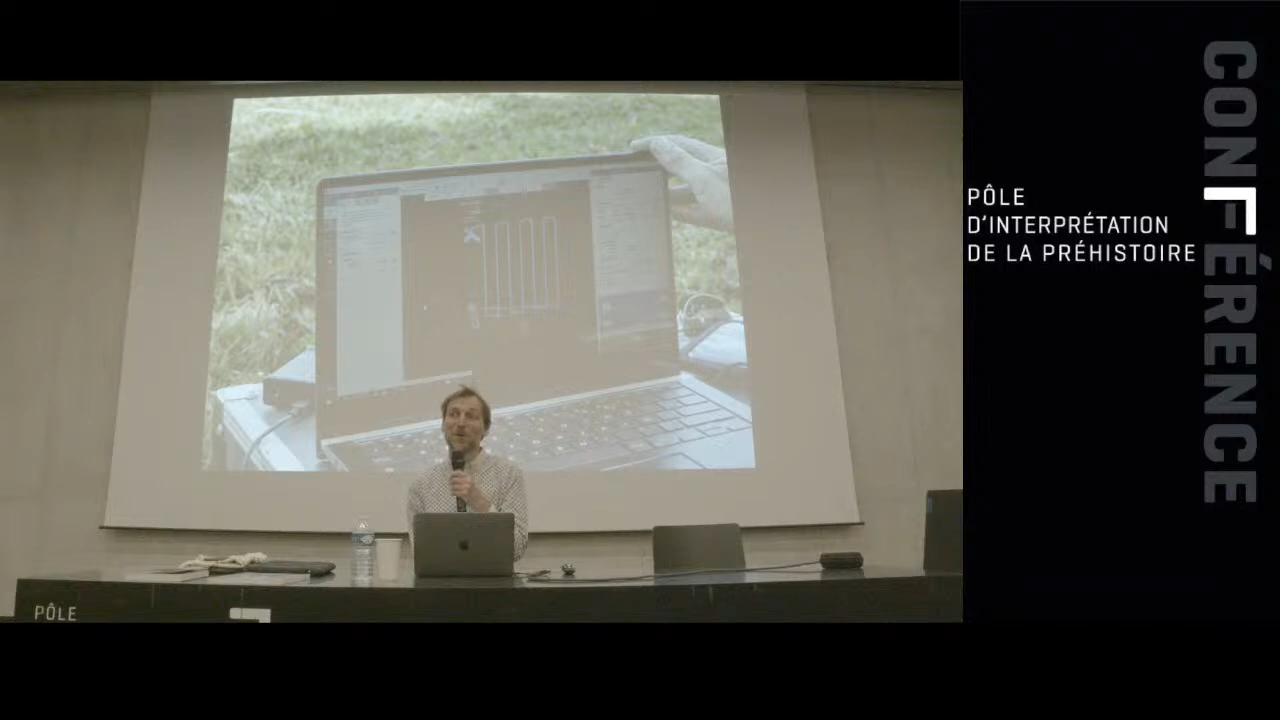 PÔLE
D'INTERPRÉTATION
DE LA PRÉHISTOIRE
CONFÉRENCE
PÔLE